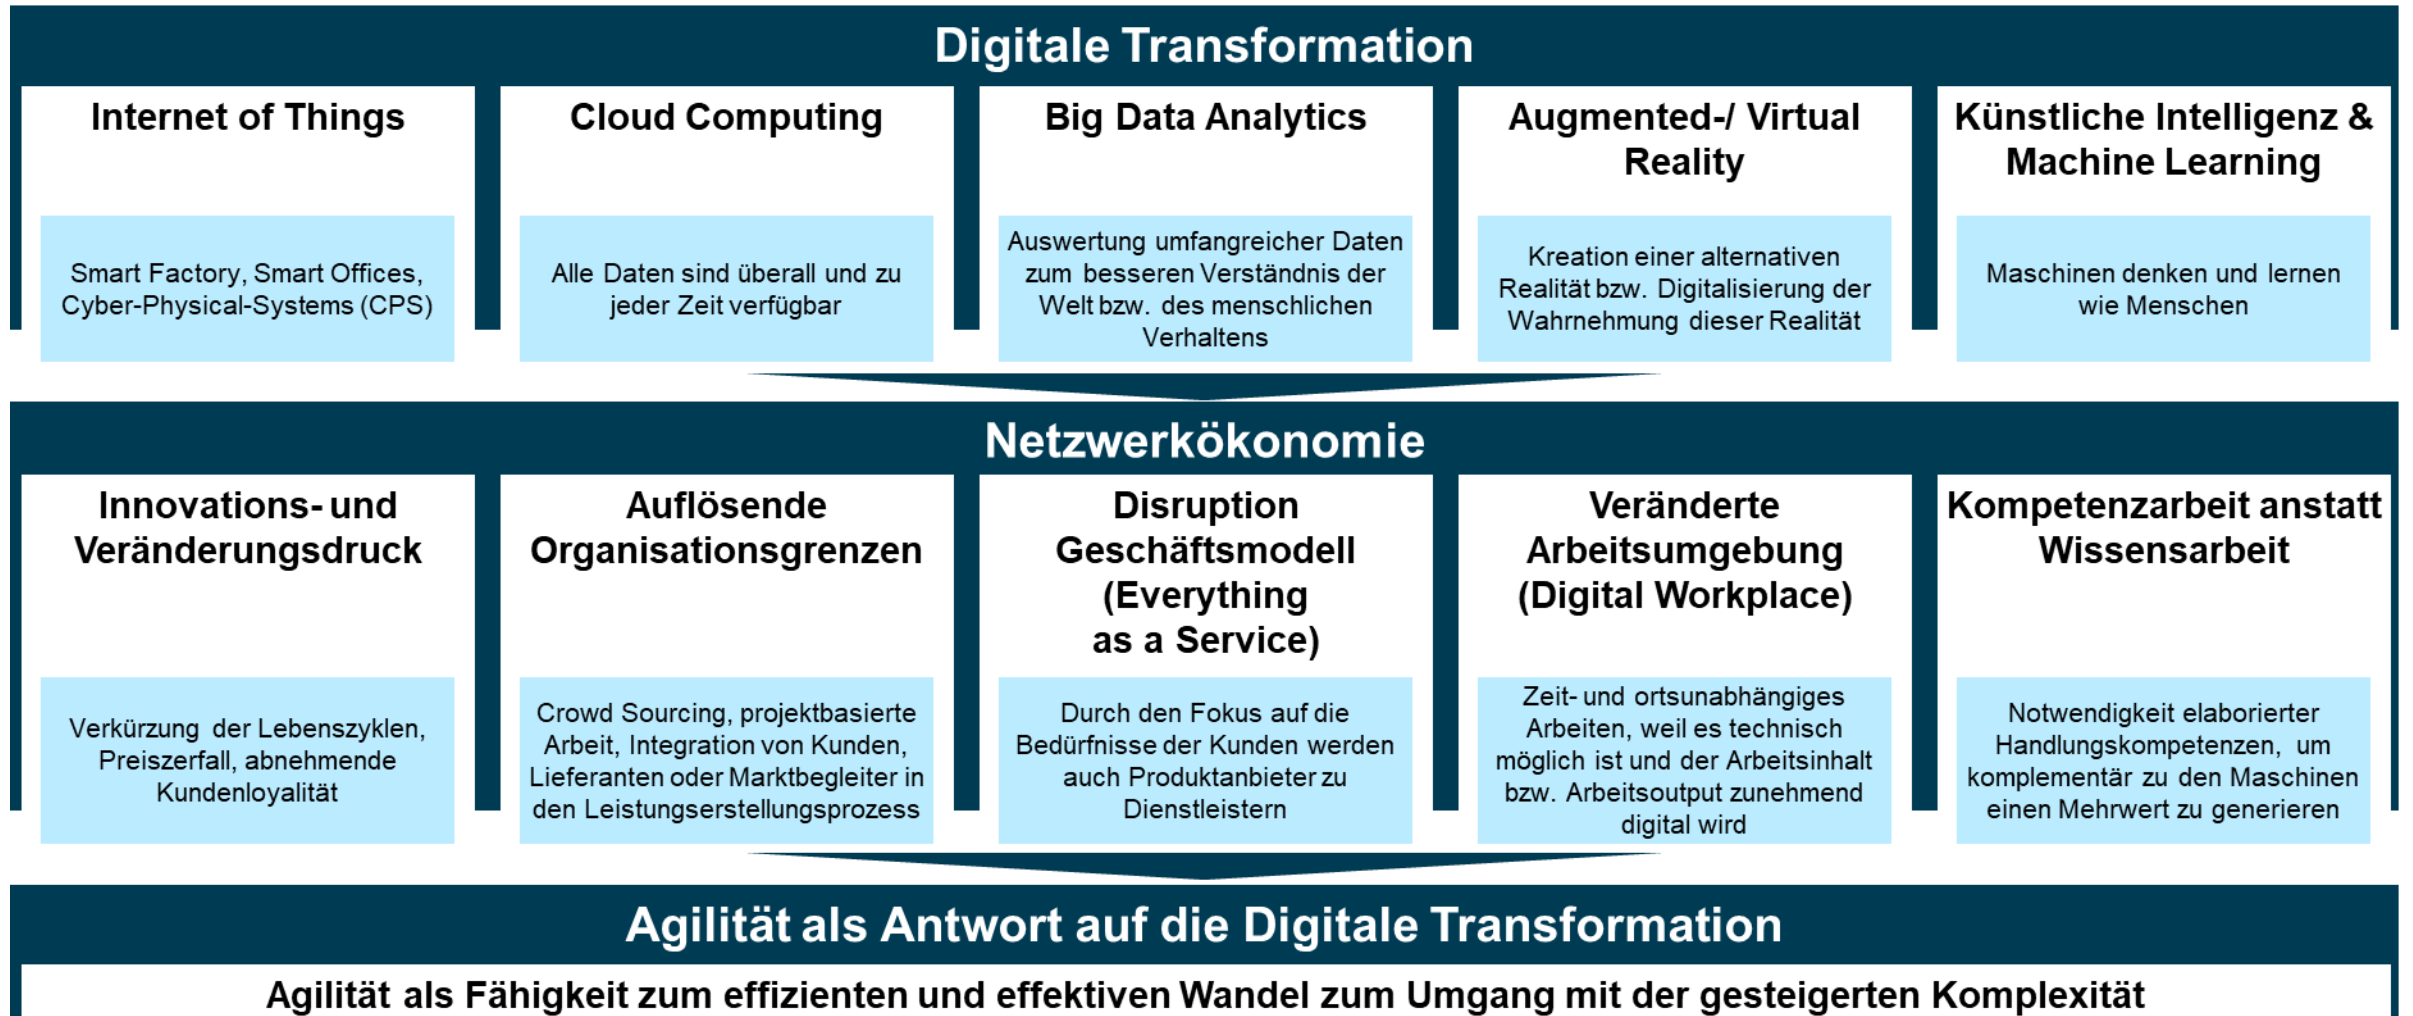 Digitale Transformation
Internet of Things
Smart Factory, Smart Offices,
Cyber-Physical-Systems (CPS)
Cloud Computing
Alle Daten sind überall und zu
jeder Zeit verfügbar
Big Data Analytics
Auswertung umfangreicher Daten
zum besseren Verständnis der
Welt bzw. des menschlichen
Verhaltens
Augmented-/ Virtual
Reality
Kreation einer alternativen
Realität bzw. Digitalisierung der
Wahrnehmung dieser Realität
Künstliche Intelligenz &
Machine Learning
Maschinen denken und lernen
wie Menschen
Netzwerkökonomie
Innovations- und
Veränderungsdruck
Verkürzung der Lebenszyklen,
Preiszerfall, abnehmende
Kundenloyalität
Auflösende
Organisationsgrenzen
Crowd Sourcing, projektbasierte
Arbeit, Integration von Kunden,
Lieferanten oder Marktbegleiter in
den Leistungserstellungsprozess
Disruption
Geschäftsmodell
(Everything
as a Service)
Durch den Fokus auf die
Bedürfnisse der Kunden werden
auch Produktanbieter zu
Dienstleistern
Veränderte
Arbeitsumgebung
(Digital Workplace)
Zeit- und ortsunabhängiges
Arbeiten, weil es technisch
möglich ist und der Arbeitsinhalt
bzw. Arbeitsoutput zunehmend
digital wird
Kompetenzarbeit anstatt
Wissensarbeit
Notwendigkeit elaborierter
Handlungskompetenzen, um
komplementär zu den Maschinen
einen Mehrwert zu generieren
Agilität als Antwort auf die Digitale Transformation
Agilität als Fähigkeit zum effizienten und effektiven Wandel zum Umgang mit der gesteigerten Komplexität